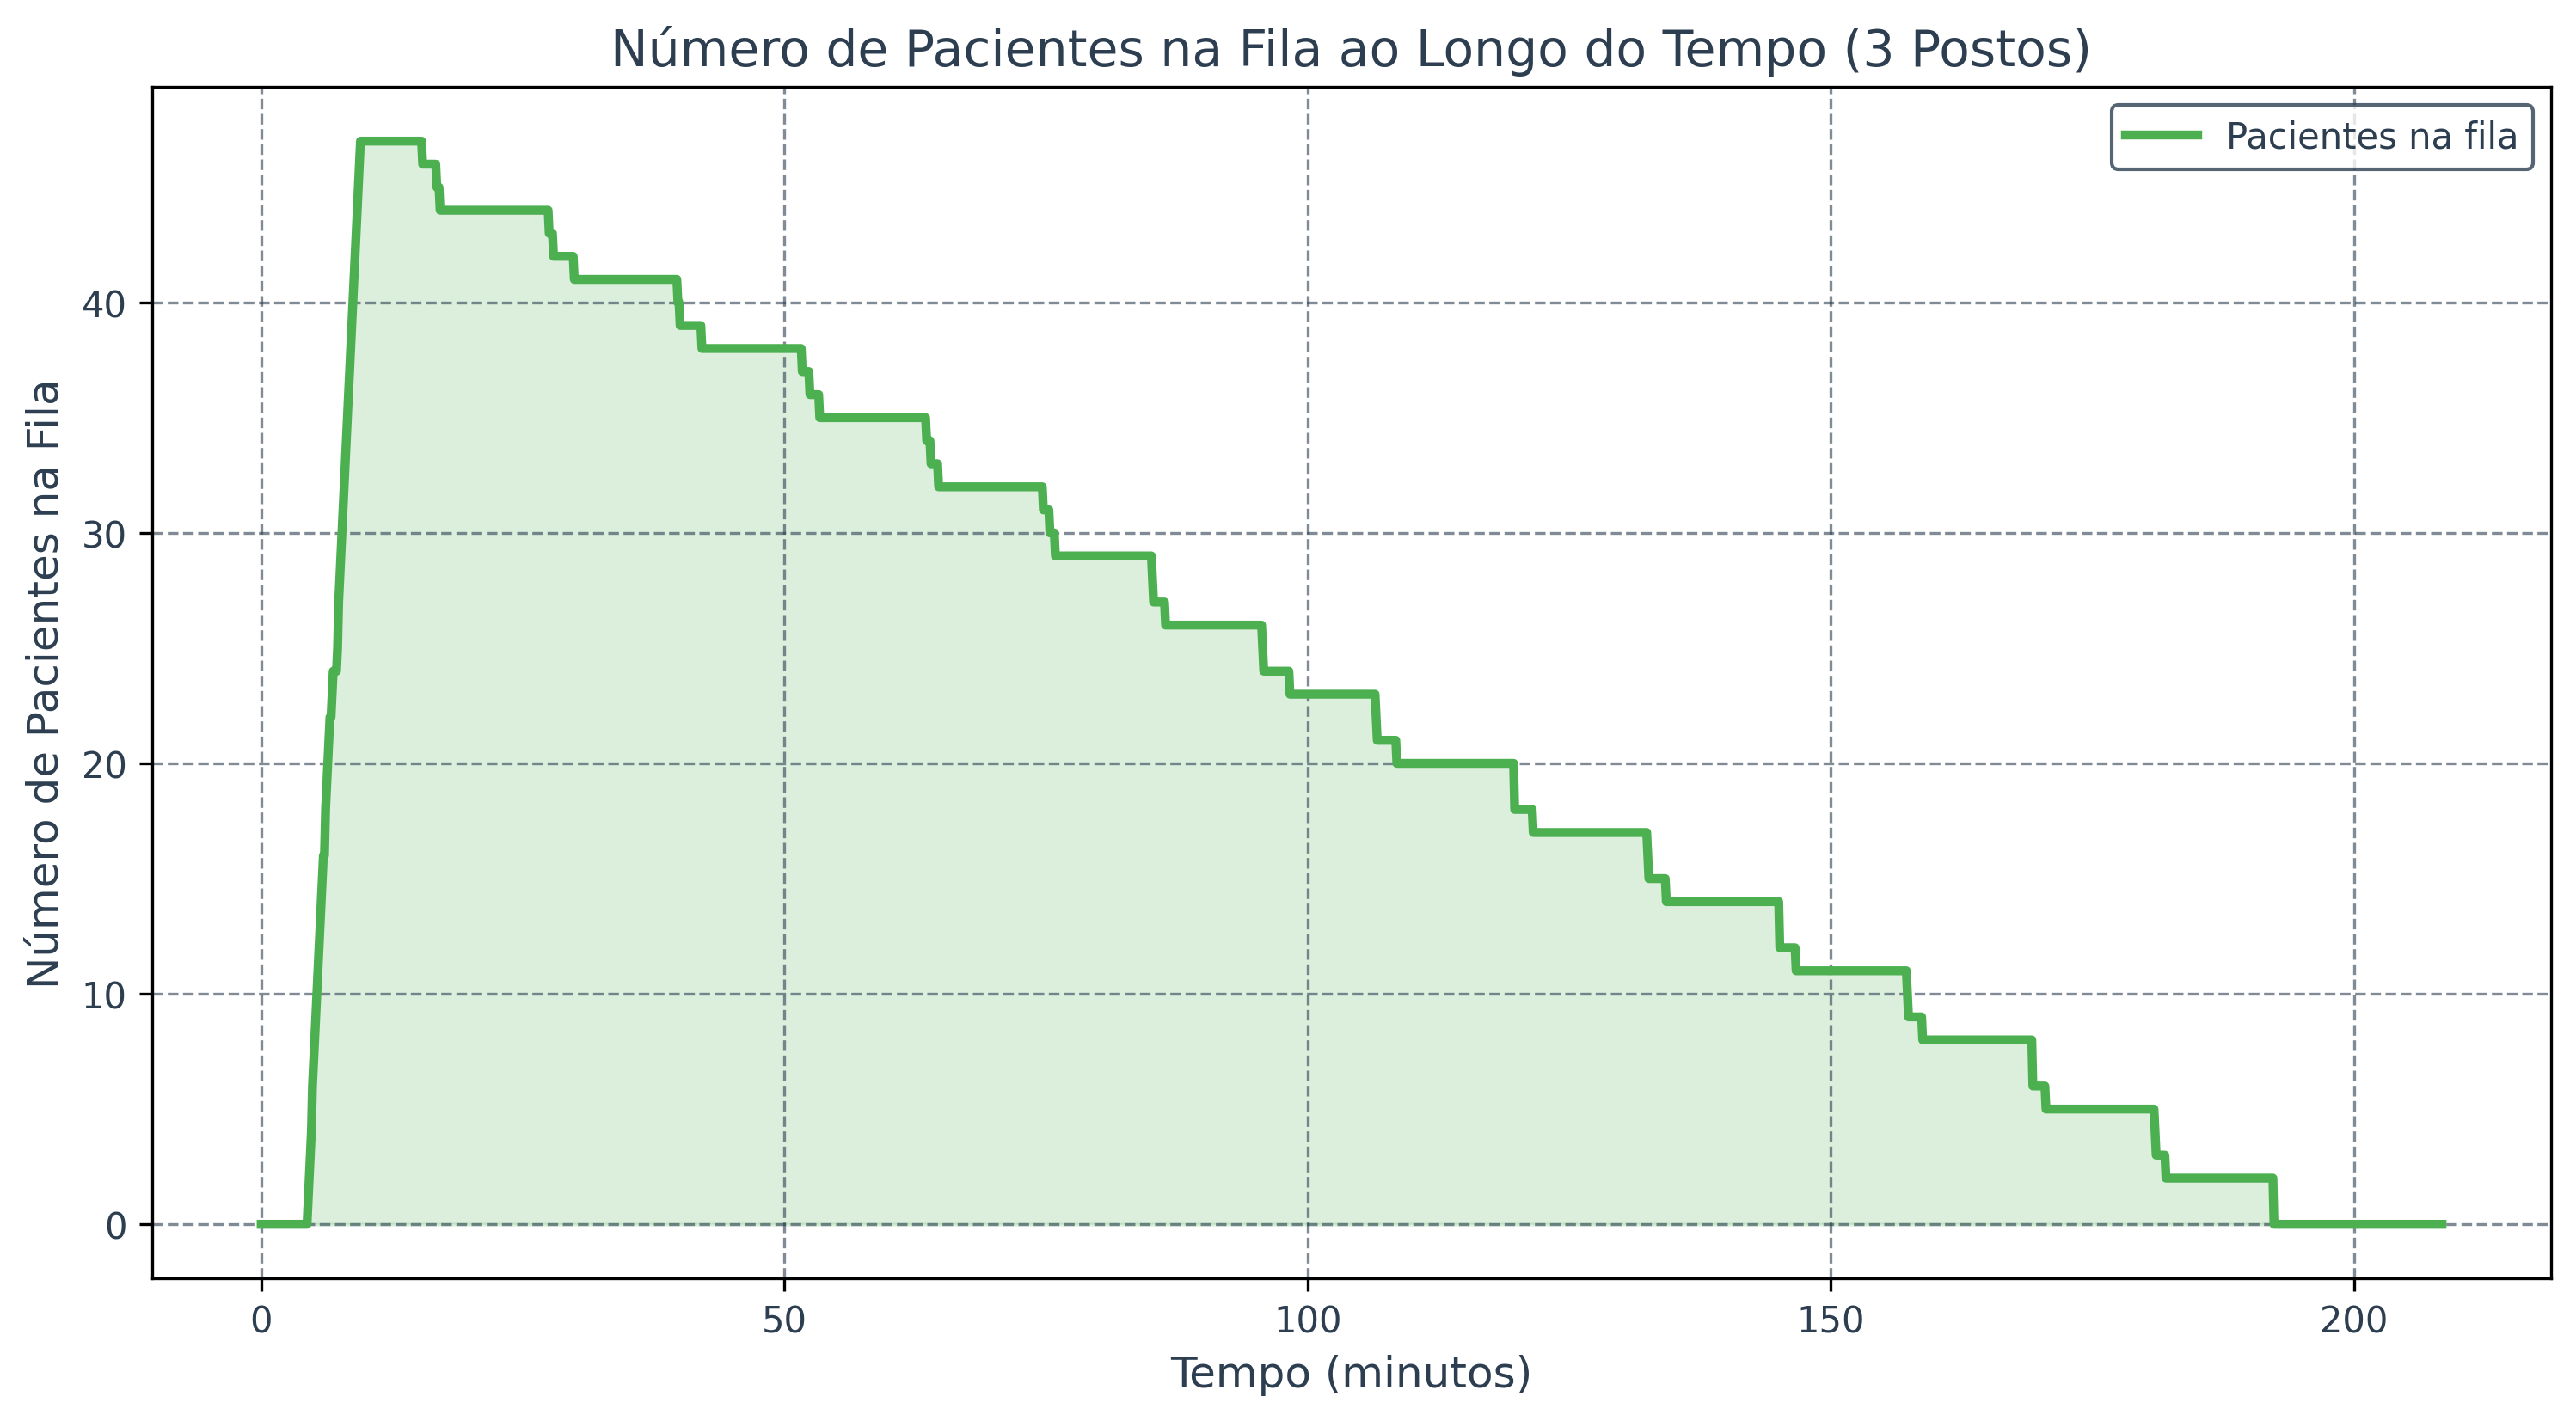 Número de Pacientes na Fila ao Longo do Tempo (3 Postos)
Pacientes na fila
Número de Pacientes na Fila
40
30
20
10
0
0 50 100 150 200
Tempo (minutos)